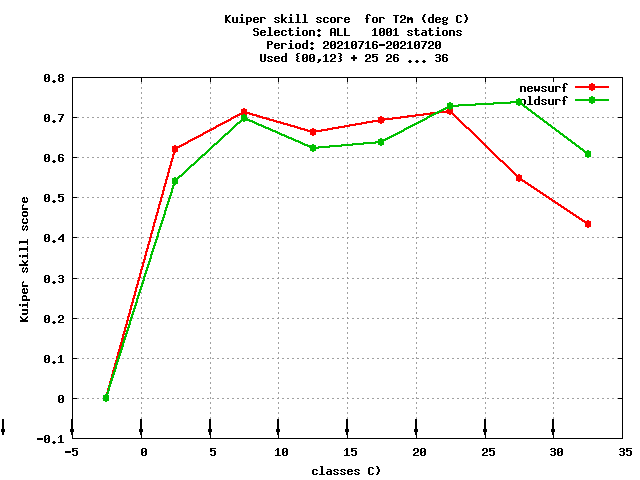 Kuiper skill score  for T2m (deg C)
Selection: ALL   1001 stations
Period: 20210716-20210720
Used {00,12} + 25 26 ... 36
newsurf
oldsurf
0.8
0.7
0.6
0.5
0.4
0.3
0.2
0.1
0
-0.1
Kuiper skill score
-5 0 5 10 15 20 25 30 35
classes C)